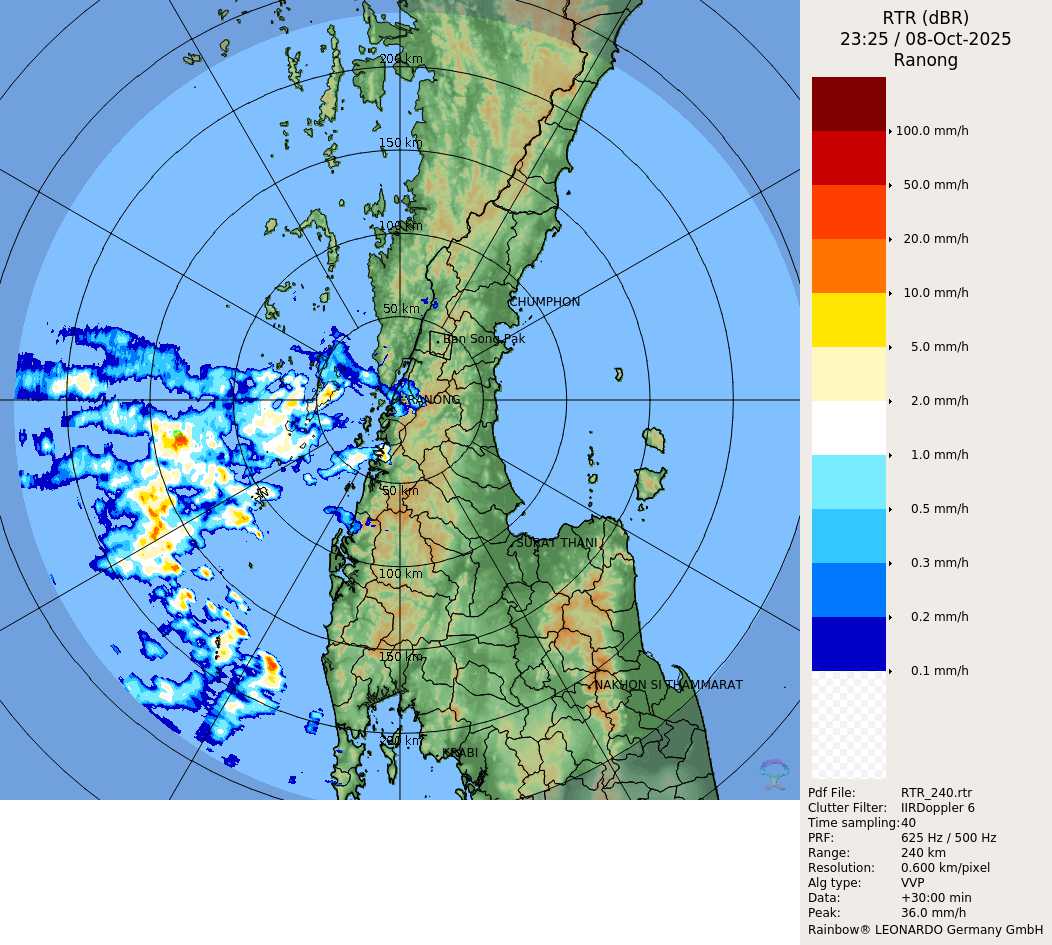 RTR (dBR)
23:25 / 08-Oct-2025
Ranong
200 km
150 km
100 km
50 km
CHUMPHON
Ban Song Pak
RANONG
50 km
SURAT THANI
100 km
150 km
NAKHON SI THAMMARAT
200 km
KRABI
100.0 mm/h
50.0 mm/h
20.0 mm/h
10.0 mm/h
5.0 mm/h
2.0 mm/h
1.0 mm/h
0.5 mm/h
0.3 mm/h
0.2 mm/h
0.1 mm/h
Pdf File: RTR_240.rtr
Clutter Filter: IIRDoppler 6
Time sampling:40
PRF: 625 Hz / 500 Hz
Range: 240 km
Resolution: 0.600 km/pixel
Alg type: VVP
Data: +30:00 min
Peak: 36.0 mm/h
Rainbow® LEONARDO Germany GmbH